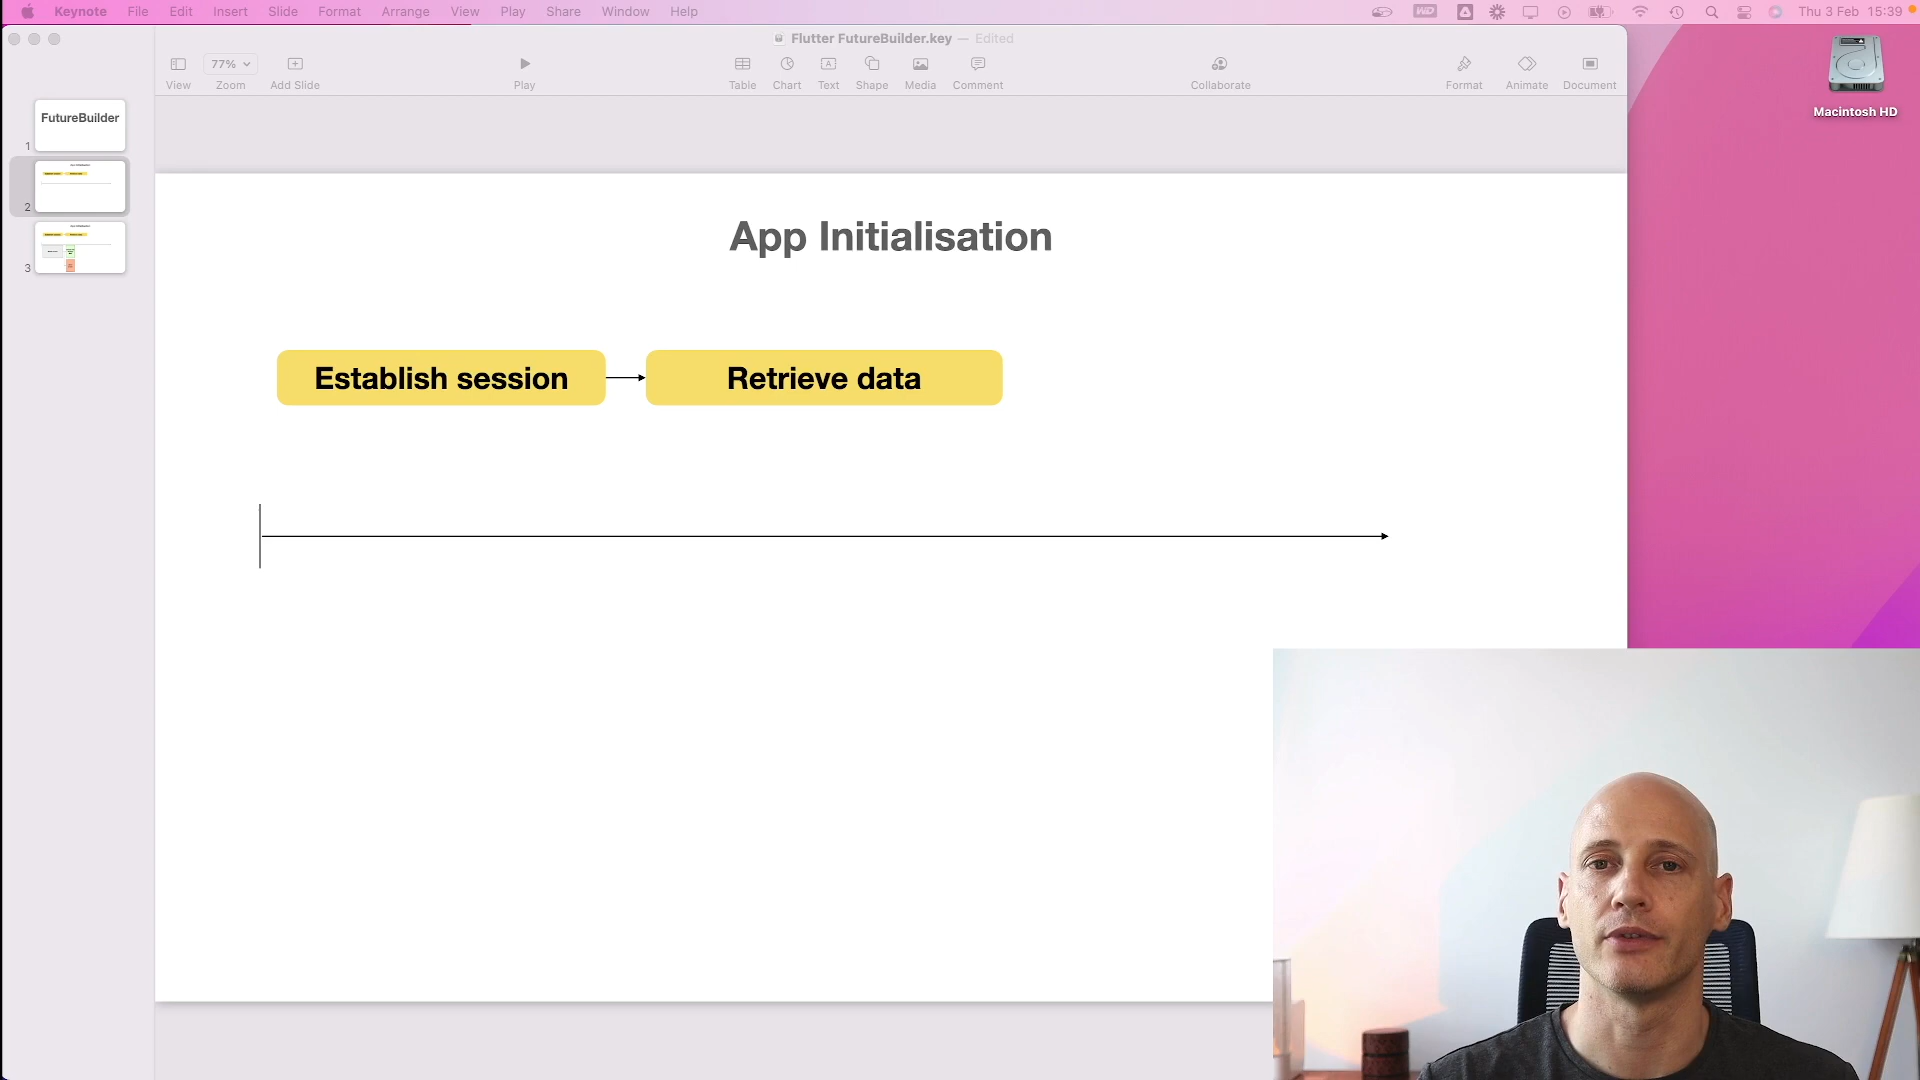 Keynote File Edit Insert Slide Format Arrange View Play Share Window Help
Thu 3 Feb 15:39
Flutter FutureBuilder.key — Edited
77%
View Zoom Add Slide Play Table Chart Text Shape Media Comment Collaborate Format Animate Document
Macintosh HD
FutureBuilder
1
2
3
App Initialisation
Establish session
Retrieve data